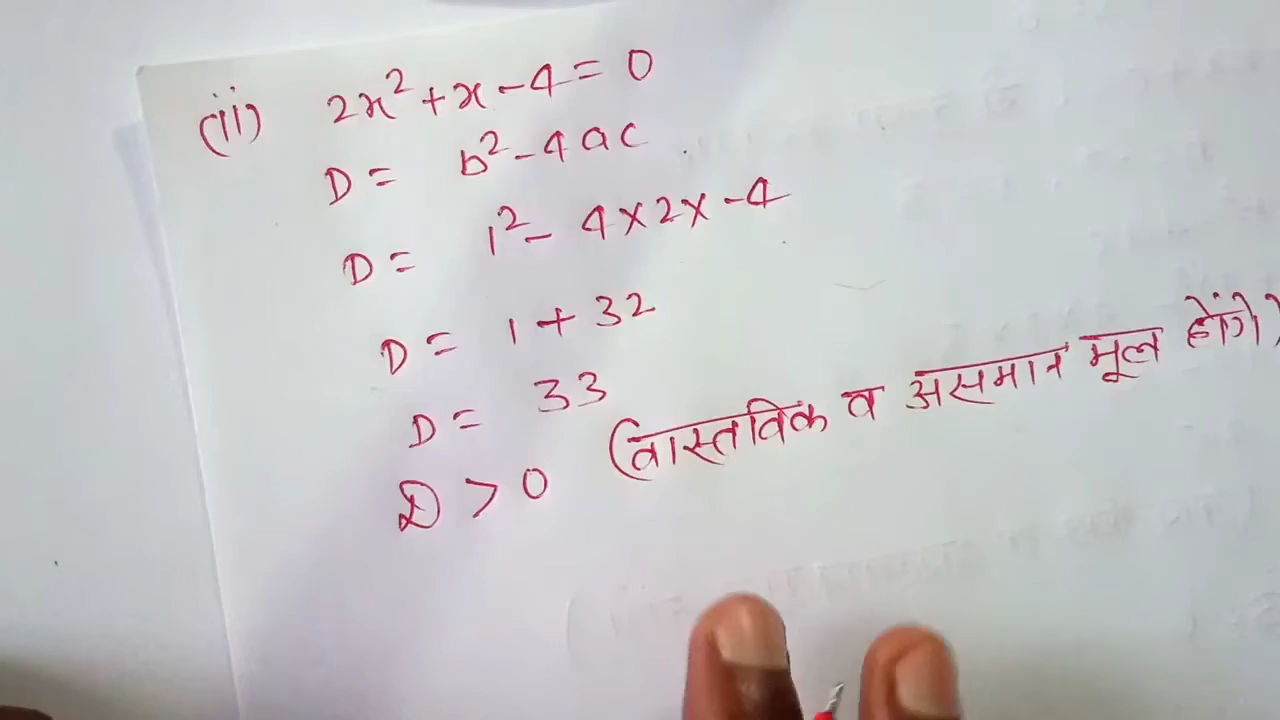 (ii) 2x²+x-4=0
D= b²-4ac
D= 1²- 4×2×-4
D= 1+32
D= 33
D>0 (वास्तविक व असमान मूल होंगे)